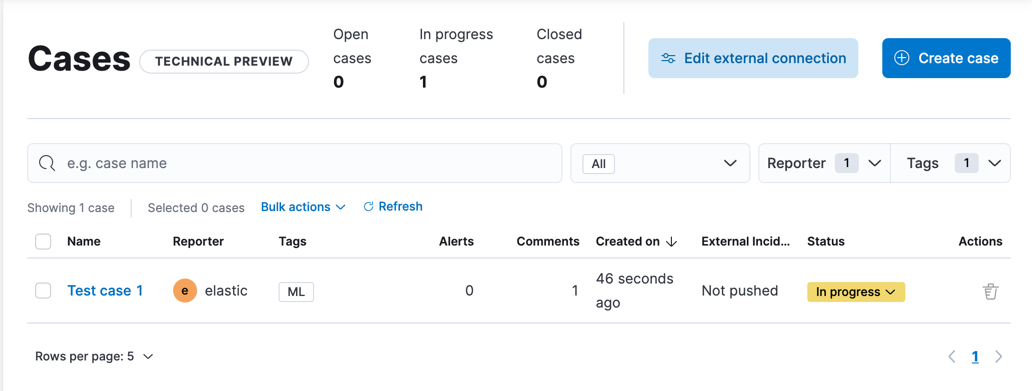 Cases
TECHNICAL PREVIEW
Open cases
0
In progress cases
1
Closed cases
0
Edit external connection
Create case
e.g. case name
All
Reporter 1
Tags 1
Showing 1 case
Selected 0 cases
Bulk actions
Refresh
Name Reporter Tags Alerts Comments Created on External Incid... Status Actions
Test case 1 e elastic ML 0 1 46 seconds ago Not pushed In progress
Rows per page: 5
1